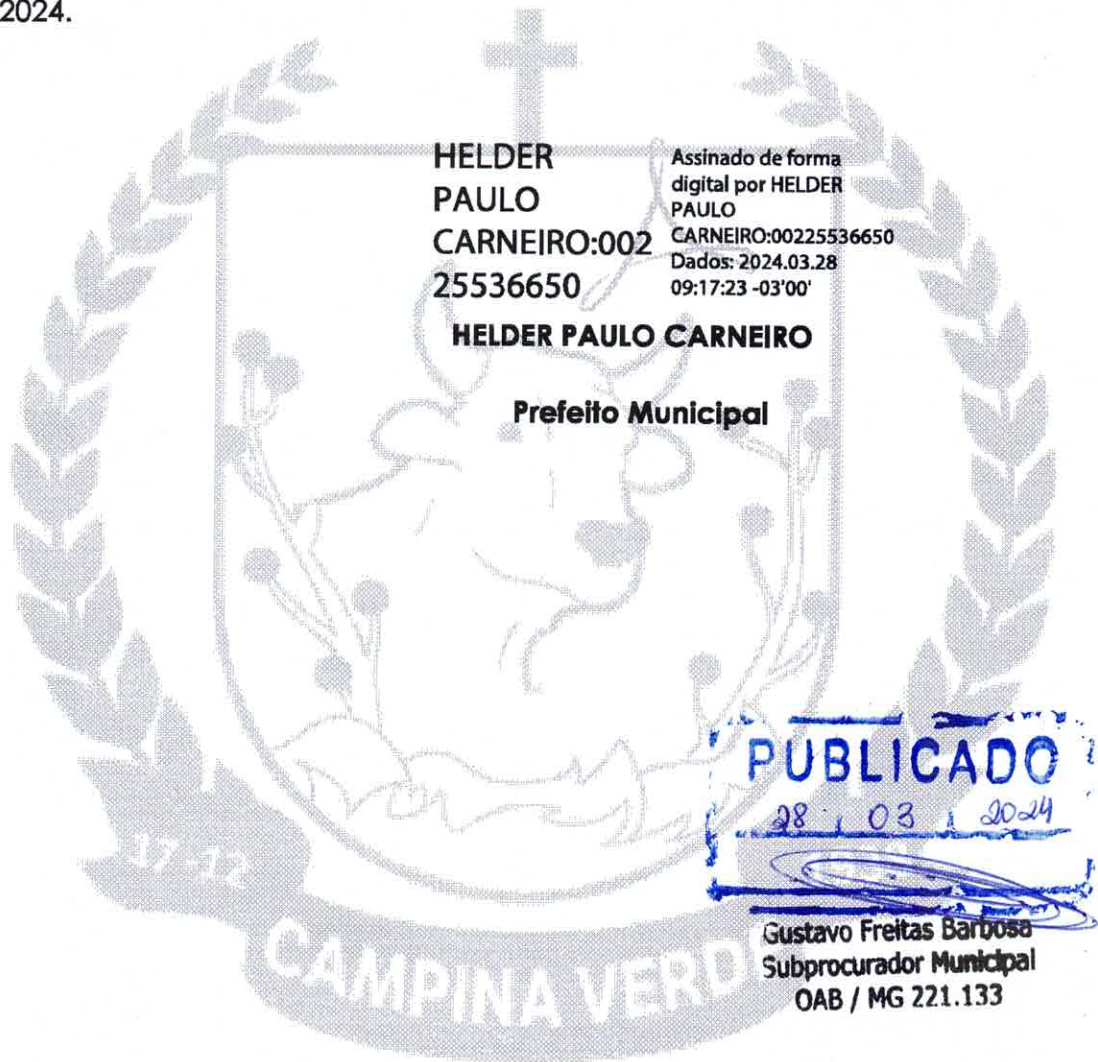 2024.
HELDER
PAULO
CARNEIRO:002
25536650
Assinado de forma
digital por HELDER
PAULO
CARNEIRO:00225536650
Dados: 2024.03.28
09:17:23 -03'00'
HELDER PAULO CARNEIRO
Prefeito Municipal
PUBLICADO
28 / 03 / 2024
Gustavo Freitas Barbosa
Subprocurador Municipal
OAB / MG 221.133
17-12
CAMPINA VERDE